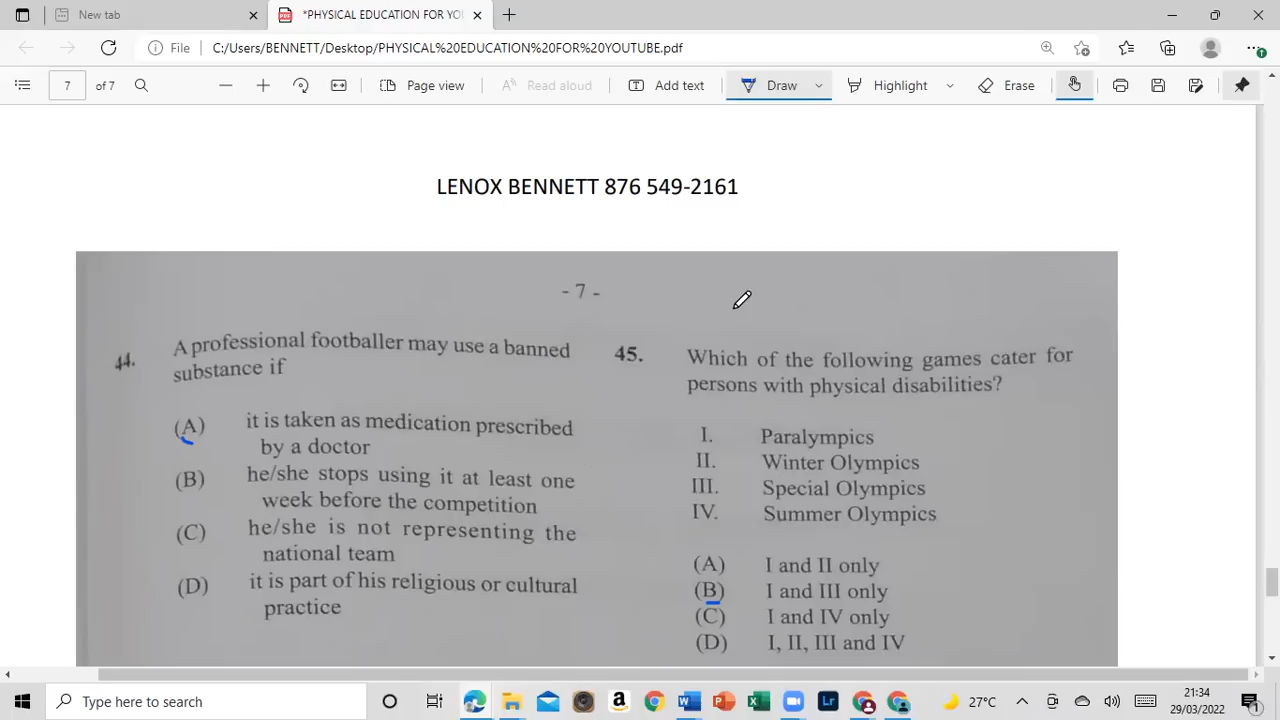 New tab
*PHYSICAL EDUCATION FOR YOU
File
C:/Users/BENNETT/Desktop/PHYSICAL%20EDUCATION%20FOR%20YOUTUBE.pdf
7 of 7
Page view
Read aloud
Add text
Draw
Highlight
Erase
LENOX BENNETT 876 549-2161
- 7 -
44. A professional footballer may use a banned
substance if
(A) it is taken as medication prescribed
by a doctor
(B) he/she stops using it at least one
week before the competition
(C) he/she is not representing the
national team
(D) it is part of his religious or cultural
practice
45. Which of the following games cater for
persons with physical disabilities?
I. Paralympics
II. Winter Olympics
III. Special Olympics
IV. Summer Olympics
(A) I and II only
(B) I and III only
(C) I and IV only
(D) I, II, III and IV
Type here to search
27°C
21:34
29/03/2022